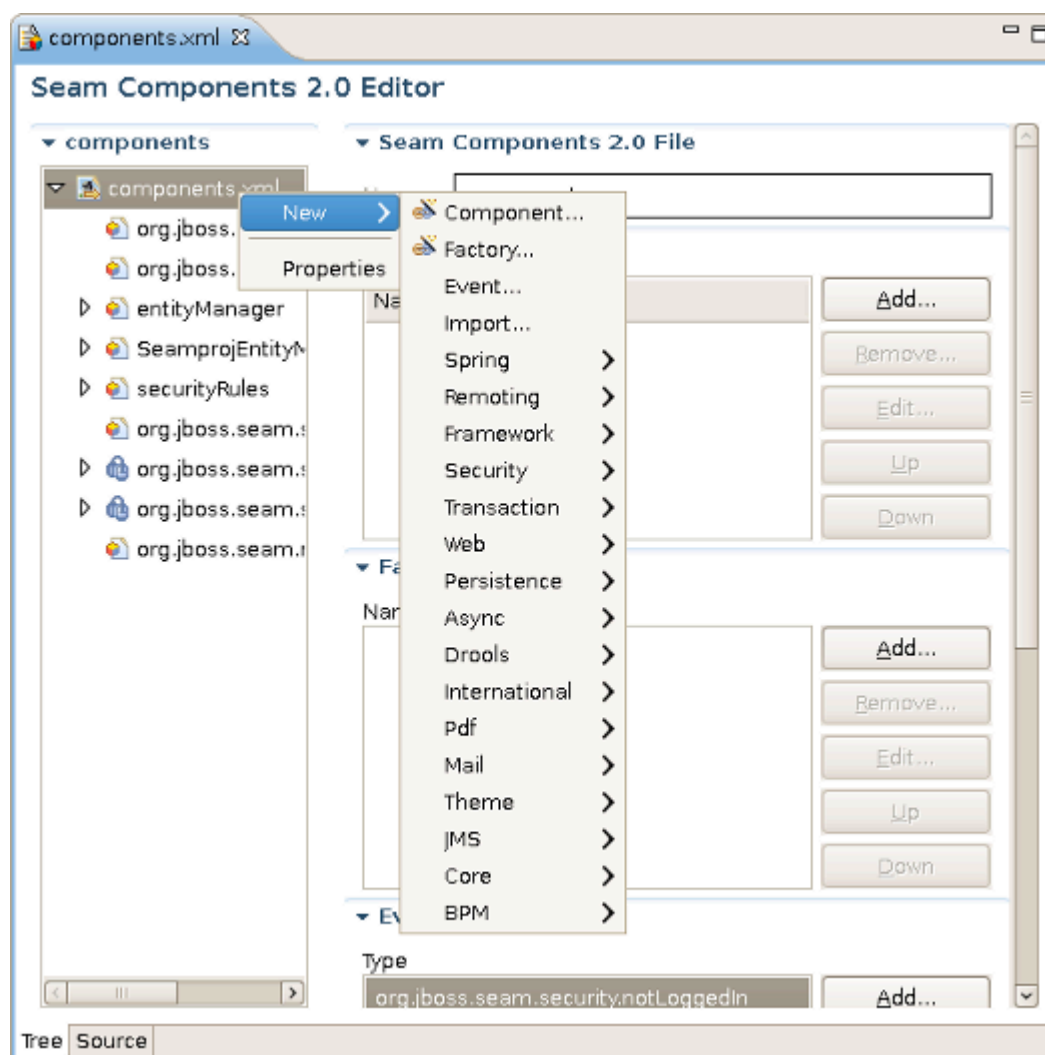 components.xml
Seam Components 2.0 Editor
components
Seam Components 2.0 File
components.xml
New
Component...
org.jboss.
Factory...
org.jboss.
Properties
Event...
entityManager
Add...
Import...
SeamprojEntity
Spring
Remove...
securityRules
Remoting
Edit...
org.jboss.seam.
Framework
org.jboss.seam.
Security
Up
org.jboss.seam.
Transaction
Down
org.jboss.seam.
Web
Persistence
Async
Drools
Add...
International
Remove...
Pdf
Mail
Edit...
Theme
Up
JMS
Core
Down
BPM
Type
org.jboss.seam.security.notLoggedIn
Add...
Tree
Source